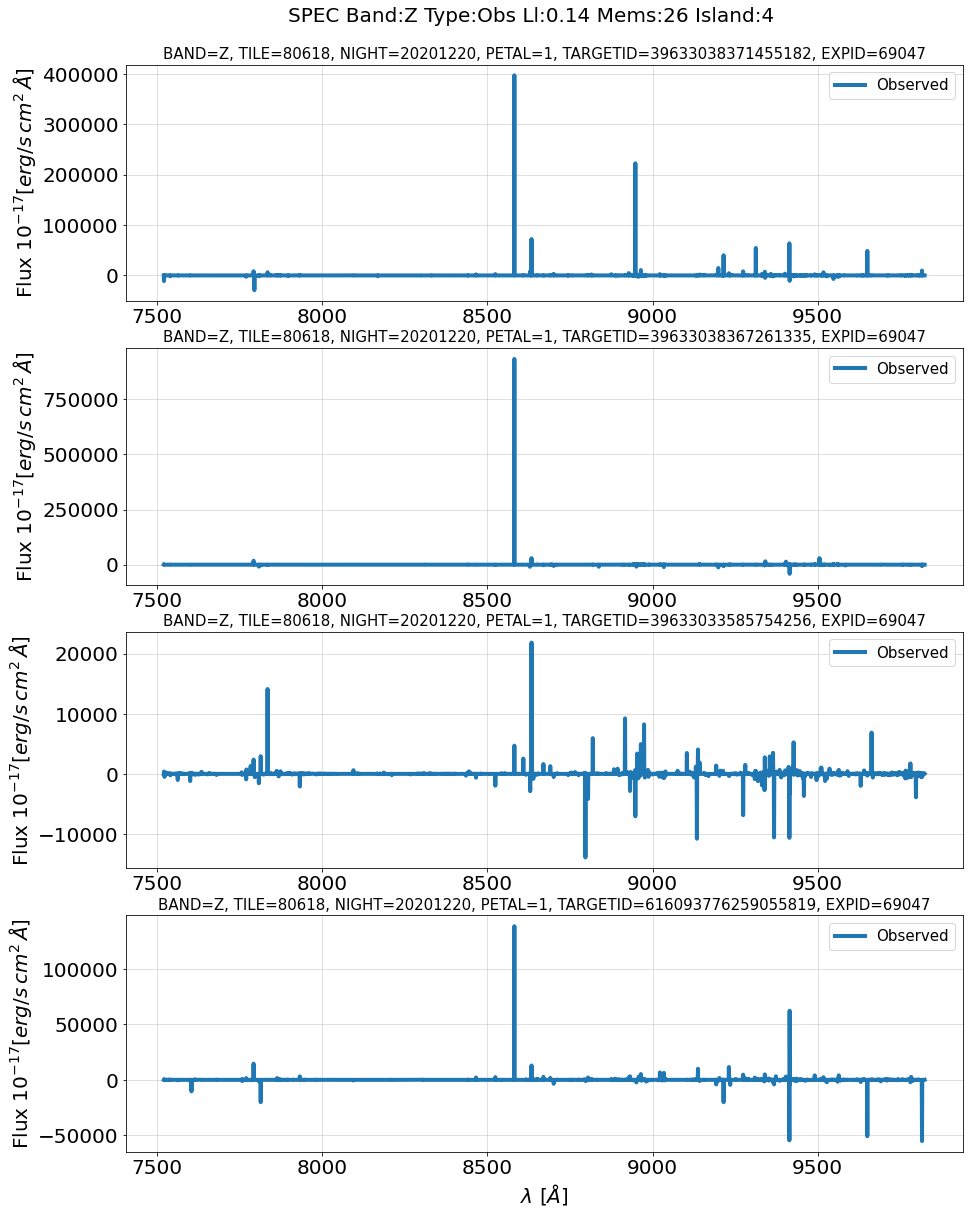 SPEC Band:Z Type:Obs Ll:0.14 Mems:26 Island:4
BAND=Z, TILE=80618, NIGHT=20201220, PETAL=1, TARGETID=39633038371455182, EXPID=69047
Observed
400000
300000
200000
100000
0
Flux 10^{-17}[erg/s cm^2 Å]
7500 8000 8500 9000 9500
BAND=Z, TILE=80618, NIGHT=20201220, PETAL=1, TARGETID=39633038367261335, EXPID=69047
Observed
750000
500000
250000
0
Flux 10^{-17}[erg/s cm^2 Å]
7500 8000 8500 9000 9500
BAND=Z, TILE=80618, NIGHT=20201220, PETAL=1, TARGETID=39633033585754256, EXPID=69047
Observed
20000
10000
0
−10000
Flux 10^{-17}[erg/s cm^2 Å]
7500 8000 8500 9000 9500
BAND=Z, TILE=80618, NIGHT=20201220, PETAL=1, TARGETID=616093776259055819, EXPID=69047
Observed
100000
50000
0
−50000
Flux 10^{-17}[erg/s cm^2 Å]
7500 8000 8500 9000 9500
λ [Å]